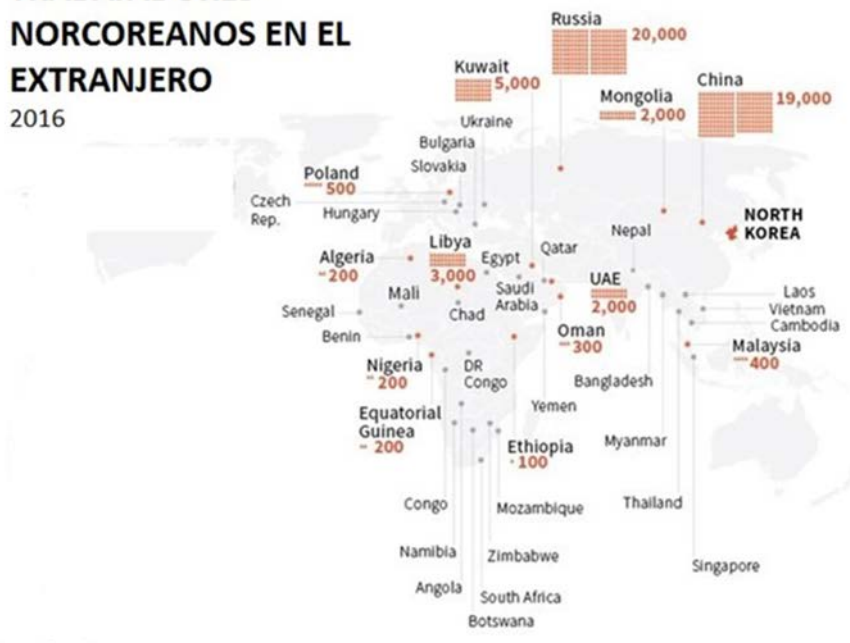 NORCOREANOS EN EL
EXTRANJERO
2016
Russia
20,000
Kuwait
5,000
China
19,000
Mongolia
2,000
Ukraine
Bulgaria
Slovakia
Poland
500
Czech
Rep.
Hungary
NORTH
KOREA
Nepal
Libya
3,000
Egypt
Qatar
Algeria
200
Saudi
Arabia
UAE
2,000
Mali
Chad
Senegal
Laos
Vietnam
Cambodia
Benin
Oman
300
Malaysia
400
Nigeria
200
DR
Congo
Bangladesh
Yemen
Equatorial
Guinea
200
Ethiopia
100
Myanmar
Congo
Mozambique
Thailand
Namibia
Zimbabwe
Singapore
Angola
South Africa
Botswana